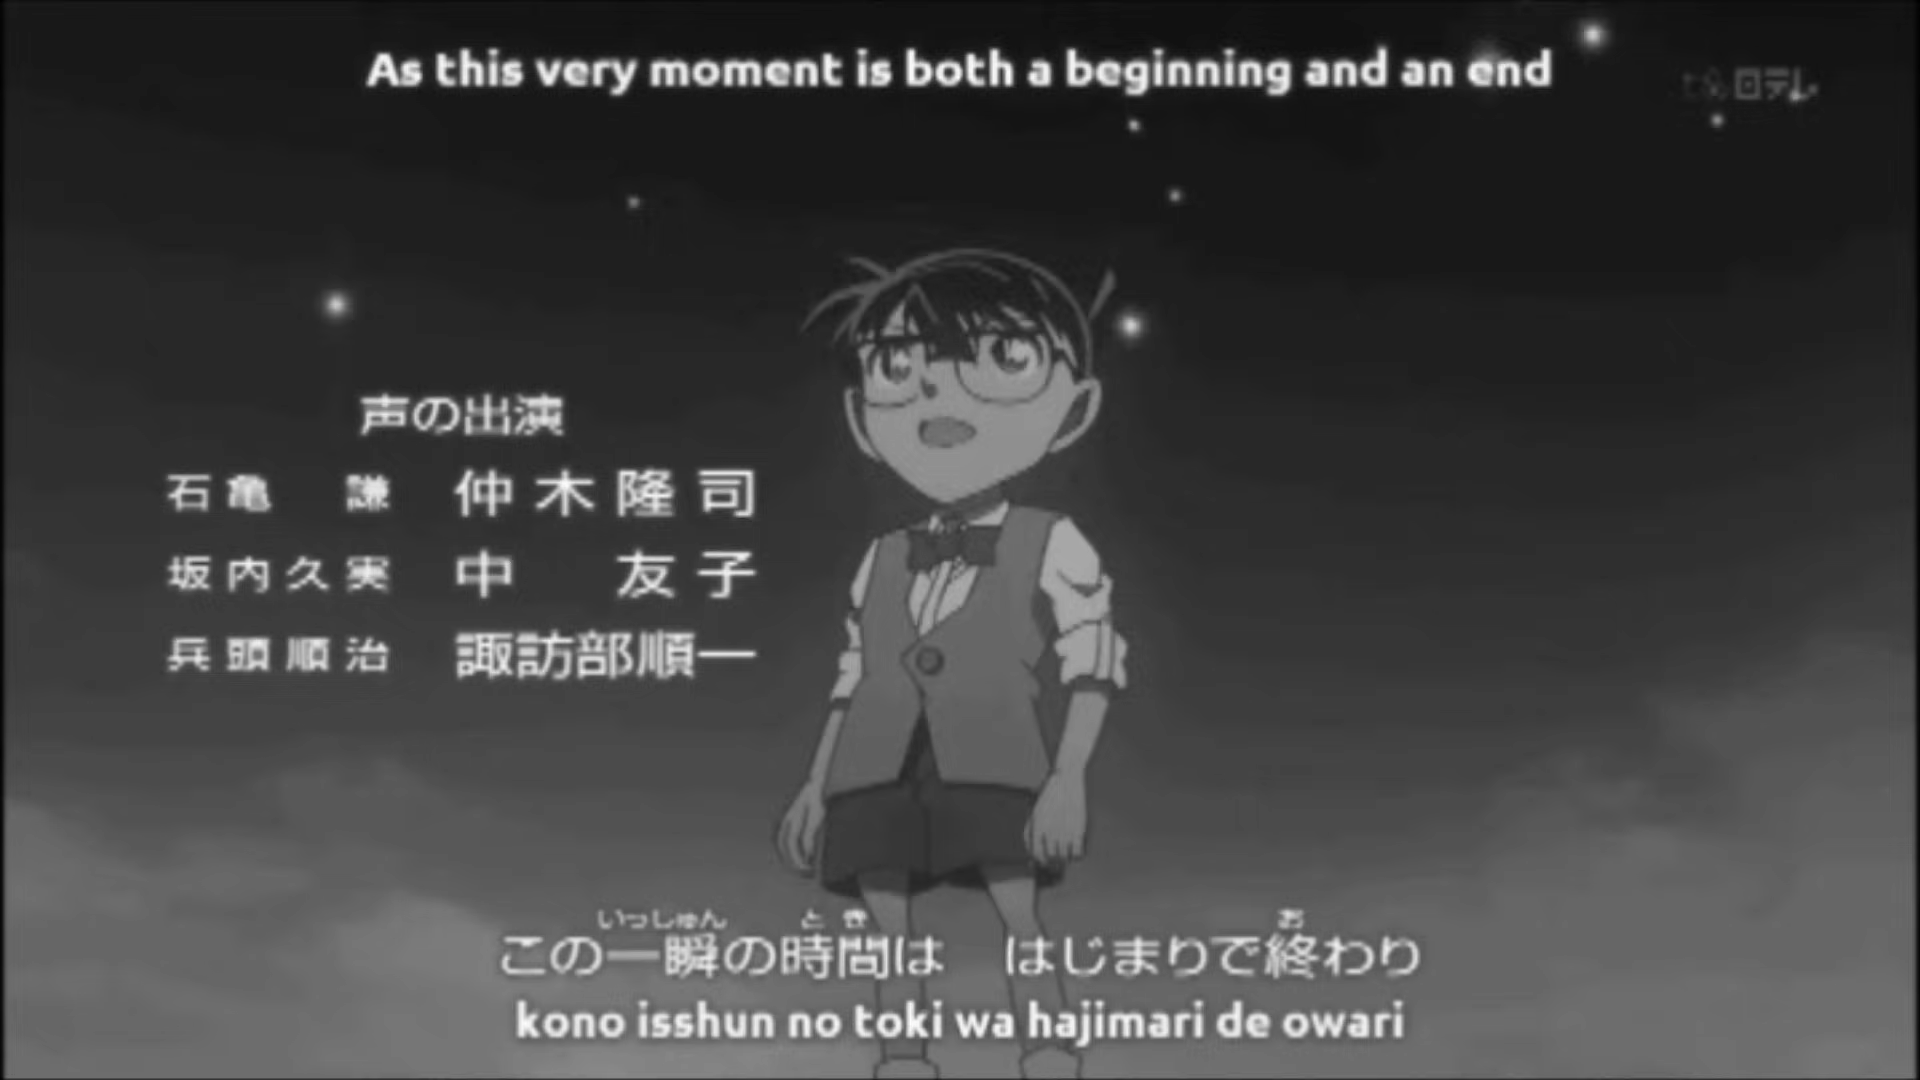 As this very moment is both a beginning and an end
日テレ
声の出演
石亀 謙 仲木隆司
坂内久実 中 友子
兵頭順治 諏訪部順一
いっしゅん とき お
この一瞬の時間は はじまりで終わり
kono isshun no toki wa hajimari de owari